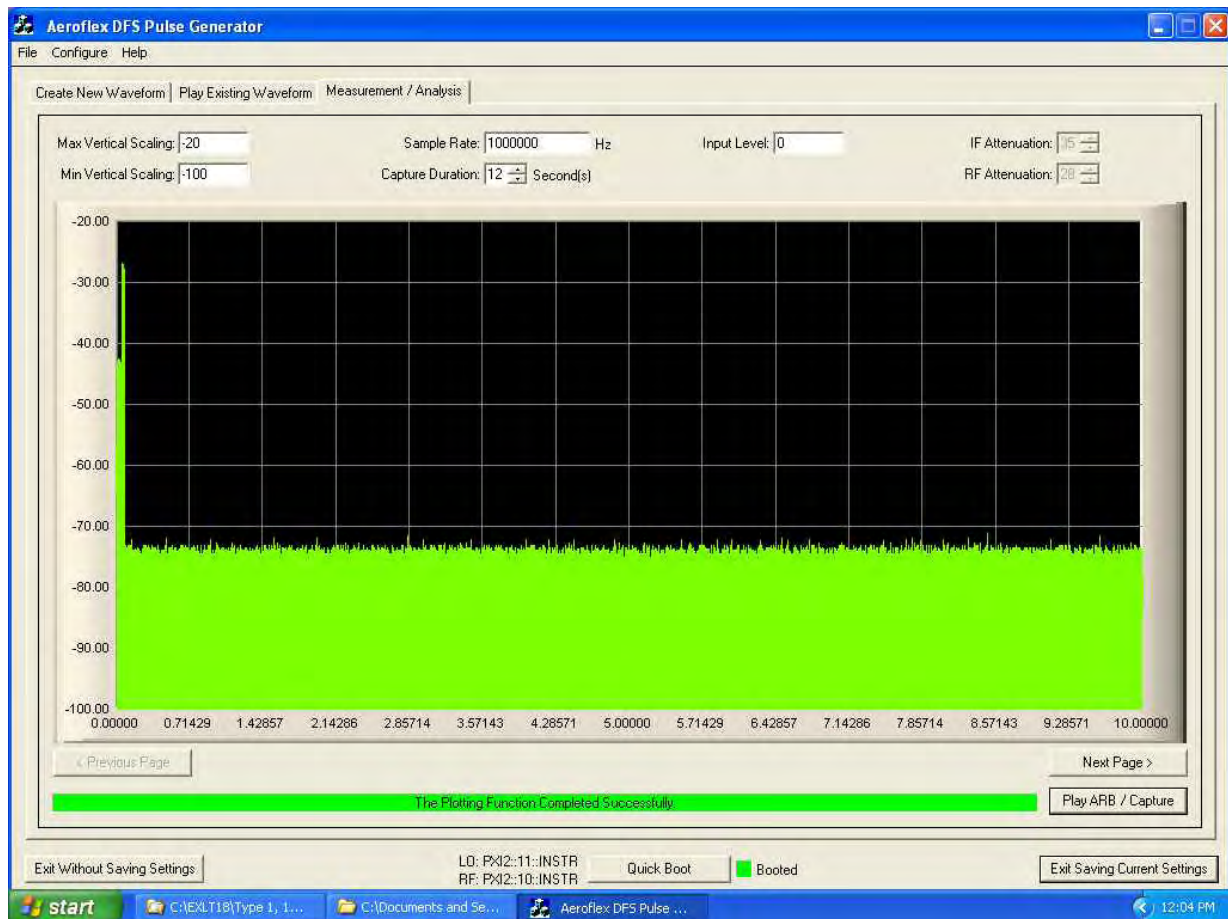 Aeroflex DFS Pulse Generator
File Configure Help
Create New Waveform Play Existing Waveform Measurement / Analysis
Max Vertical Scaling: -20 Sample Rate: 1000000 Hz Input Level: 0 IF Attenuation: 35
Min Vertical Scaling: -100 Capture Duration: 12 Second(s) RF Attenuation: 28
-20.00
-30.00
-40.00
-50.00
-60.00
-70.00
-80.00
-90.00
-100.00
0.00000 0.71429 1.42857 2.14286 2.85714 3.57143 4.28571 5.00000 5.71429 6.42857 7.14286 7.85714 8.57143 9.28571 10.00000
< Previous Page Next Page >
The Plotting Function Completed Successfully. Play ARB / Capture
Exit Without Saving Settings LO: PXI2::11::INSTR Quick Boot Booted Exit Saving Current Settings
RF: PXI2::10::INSTR
start C:\EXLT18\Type 1, 1... C:\Documents and Se... Aeroflex DFS Pulse ... 12:04 PM